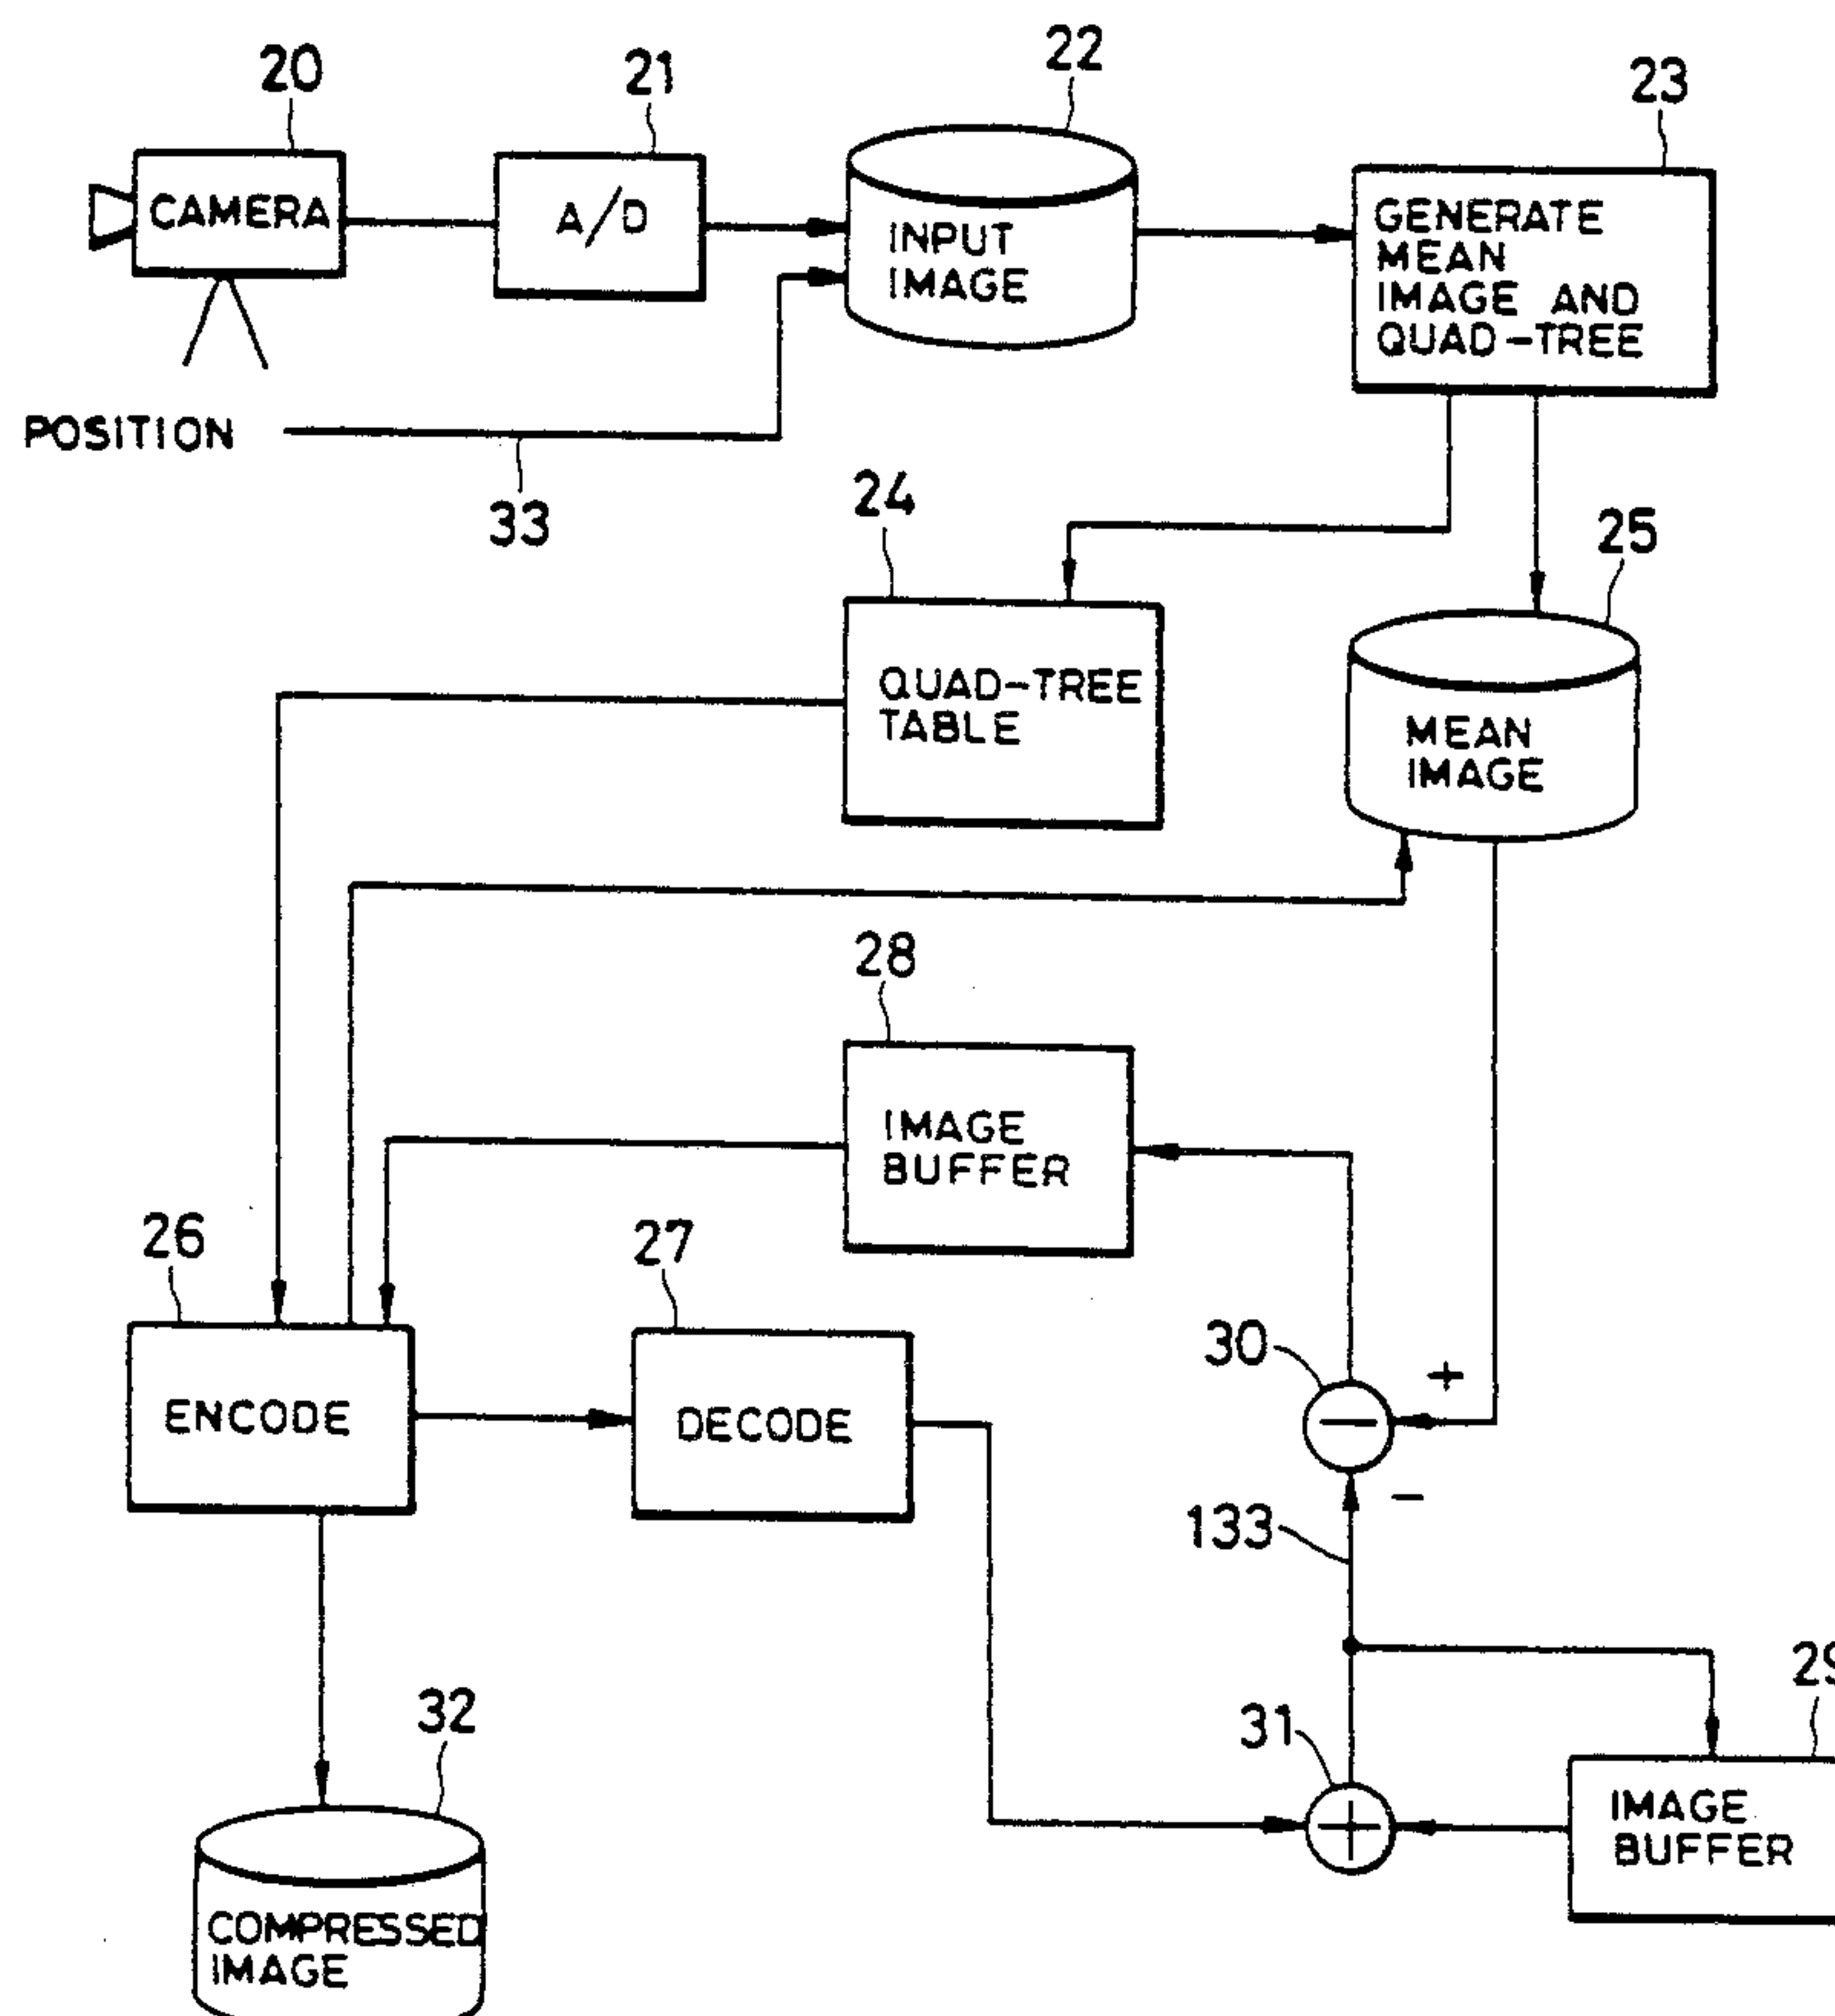 20
21
22
23
CAMERA
A/D
INPUT
IMAGE
GENERATE
MEAN
IMAGE AND
QUAD-TREE
POSITION
33
24
25
QUAD-TREE
TABLE
MEAN
IMAGE
28
IMAGE
BUFFER
26
27
30
+
ENCODE
DECODE
−
−
133
32
31
29
+
IMAGE
BUFFER
COMPRESSED
IMAGE